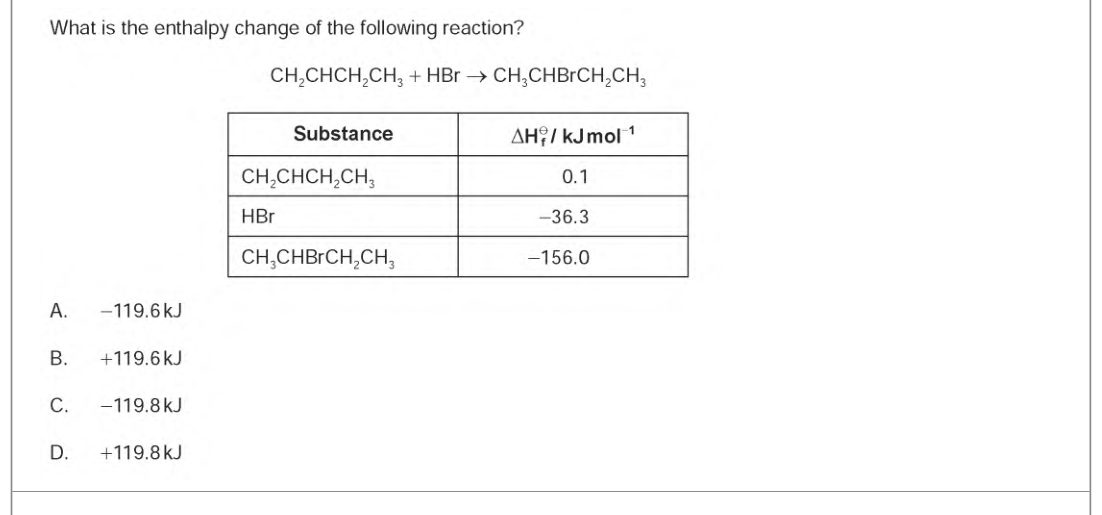 What is the enthalpy change of the following reaction?
CH₂CHCH₂CH₃ + HBr → CH₃CHBrCH₂CH₃
Substance ΔH⦵f / kJ mol⁻¹
CH₂CHCH₂CH₃ 0.1
HBr −36.3
CH₃CHBrCH₂CH₃ −156.0
A. −119.6 kJ
B. +119.6 kJ
C. −119.8 kJ
D. +119.8 kJ